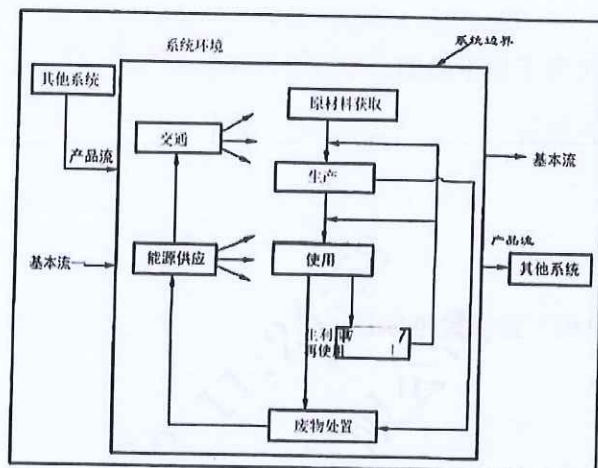 系统环境
系统边界
其他系统
原材料获取
交通
产品流
基本流
生产
产品流
基本流
能源供应
使用
其他系统
再使用
废物处置